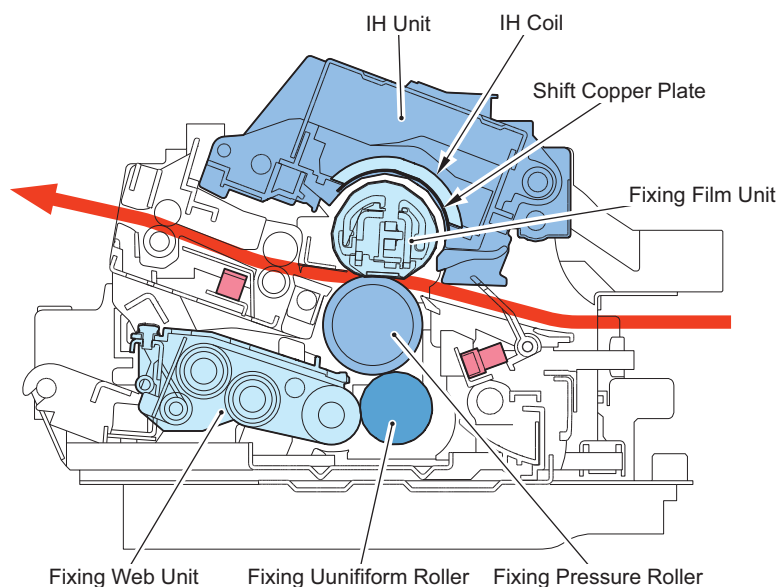 IH Unit
IH Coil
Shift Copper Plate
Fixing Film Unit
Fixing Web Unit
Fixing Uunifiform Roller
Fixing Pressure Roller